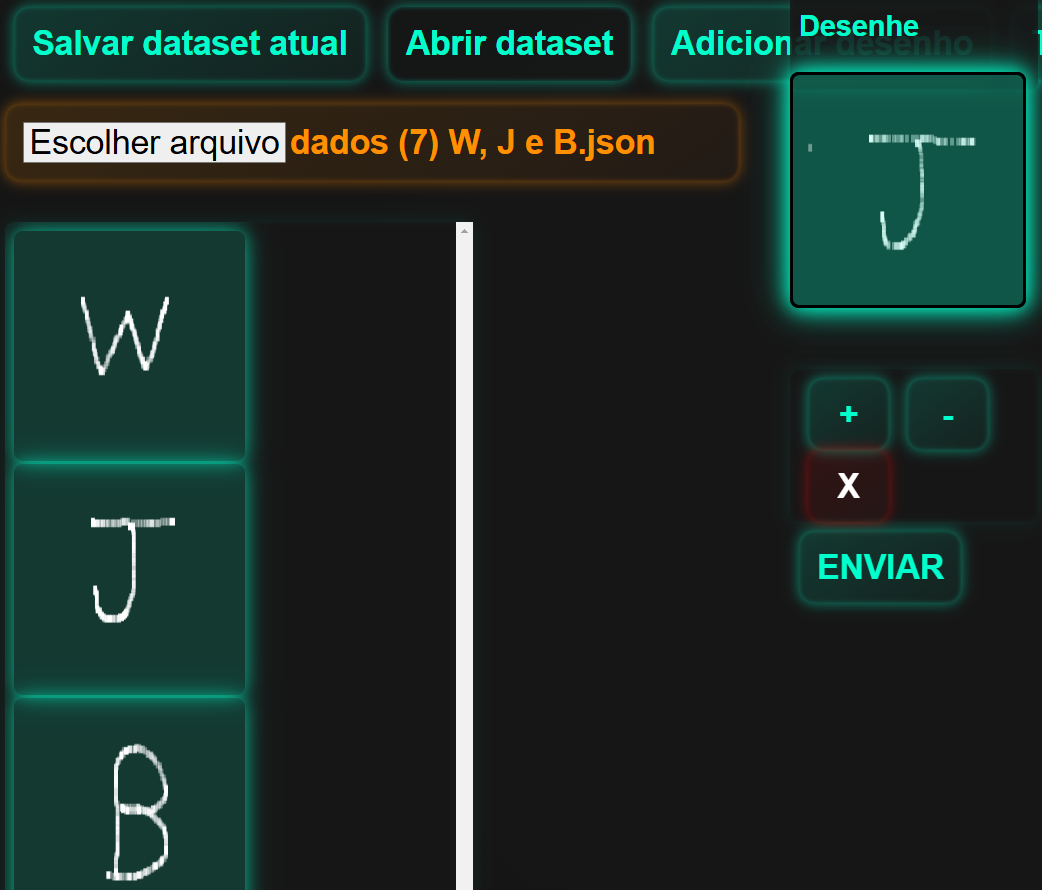 Salvar dataset atual
Abrir dataset
Adicionar desenho
Desenhe
Escolher arquivo dados (7) W, J e B.json
J
W
J
B
+
-
X
ENVIAR